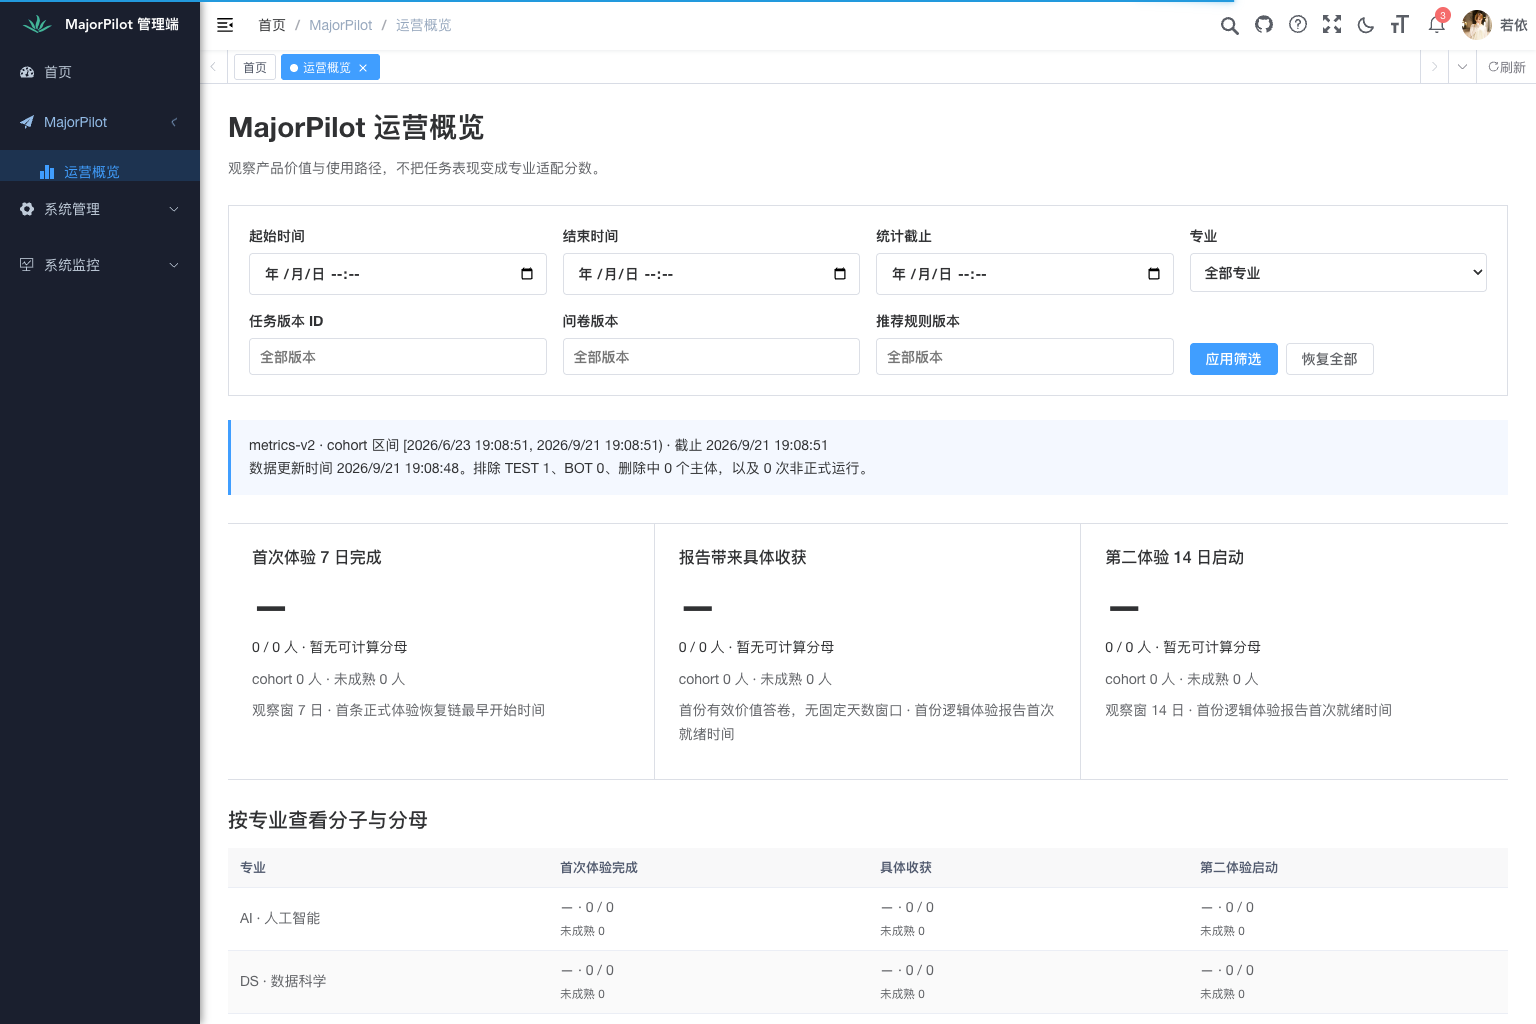 MajorPilot 管理端
首页 / MajorPilot / 运营概览
3
若依
首页
MajorPilot
运营概览
系统管理
系统监控
首页
运营概览
刷新
MajorPilot 运营概览
观察产品价值与使用路径，不把任务表现变成专业适配分数。
起始时间
结束时间
统计截止
专业
年 /月/日 --:--
年 /月/日 --:--
年 /月/日 --:--
全部专业
任务版本 ID
问卷版本
推荐规则版本
全部版本
全部版本
全部版本
应用筛选
恢复全部
metrics-v2 · cohort 区间 [2026/6/23 19:08:51, 2026/9/21 19:08:51) · 截止 2026/9/21 19:08:51
数据更新时间 2026/9/21 19:08:48。排除 TEST 1、BOT 0、删除中 0 个主体，以及 0 次非正式运行。
首次体验 7 日完成
—
0 / 0 人 · 暂无可计算分母
cohort 0 人 · 未成熟 0 人
观察窗 7 日 · 首条正式体验恢复链最早开始时间
报告带来具体收获
—
0 / 0 人 · 暂无可计算分母
cohort 0 人 · 未成熟 0 人
首份有效价值答卷，无固定天数窗口 · 首份逻辑体验报告首次
就绪时间
第二体验 14 日启动
—
0 / 0 人 · 暂无可计算分母
cohort 0 人 · 未成熟 0 人
观察窗 14 日 · 首份逻辑体验报告首次就绪时间
按专业查看分子与分母
专业 首次体验完成 具体收获 第二体验启动
AI · 人工智能
— · 0 / 0
未成熟 0
— · 0 / 0
未成熟 0
— · 0 / 0
未成熟 0
DS · 数据科学
— · 0 / 0
未成熟 0
— · 0 / 0
未成熟 0
— · 0 / 0
未成熟 0